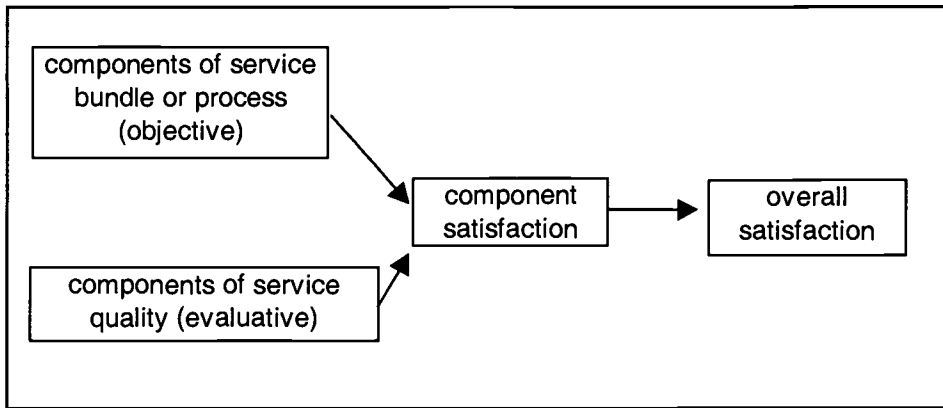 components of service
bundle or process
(objective)
component
satisfaction
overall
satisfaction
components of service
quality (evaluative)